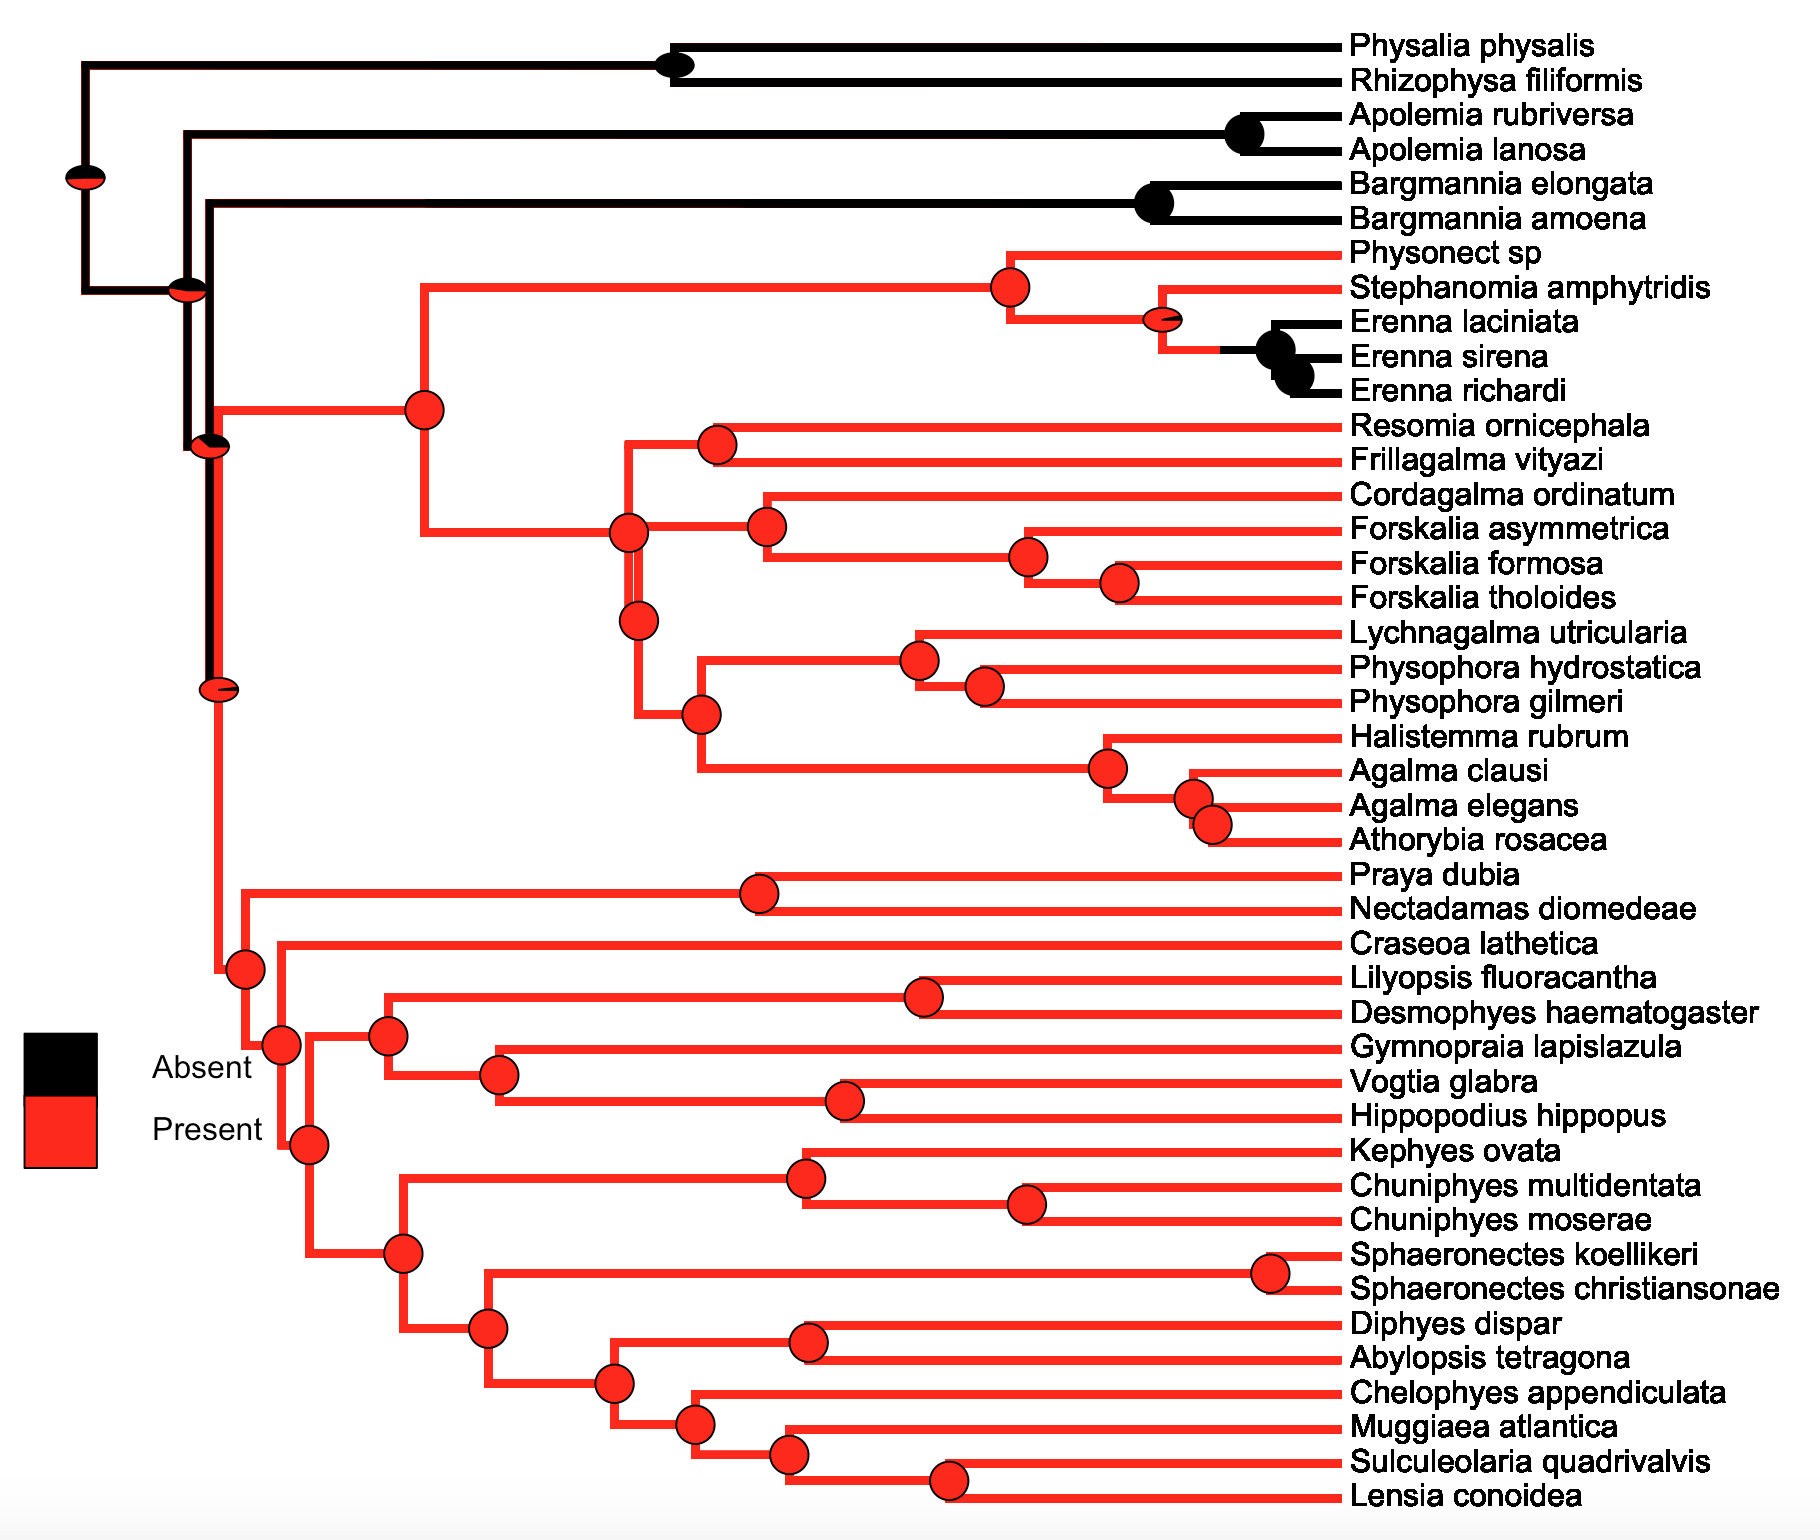 Physalia physalis
Rhizophysa filiformis
Apolemia rubriversa
Apolemia lanosa
Bargmannia elongata
Bargmannia amoena
Physonect sp
Stephanomia amphytridis
Erenna laciniata
Erenna sirena
Erenna richardi
Resomia ornicephala
Frillagalma vityazi
Cordagalma ordinatum
Forskalia asymmetrica
Forskalia formosa
Forskalia tholoides
Lychnagalma utricularia
Physophora hydrostatica
Physophora gilmeri
Halistemma rubrum
Agalma clausi
Agalma elegans
Athorybia rosacea
Praya dubia
Nectadamas diomedeae
Craseoa lathetica
Lilyopsis fluoracantha
Desmophyes haematogaster
Gymnopraia lapislazula
Vogtia glabra
Hippopodius hippopus
Kephyes ovata
Chuniphyes multidentata
Chuniphyes moserae
Sphaeronectes koellikeri
Sphaeronectes christiansonae
Diphyes dispar
Abylopsis tetragona
Chelophyes appendiculata
Muggiaea atlantica
Sulculeolaria quadrivalvis
Lensia conoidea
Absent
Present